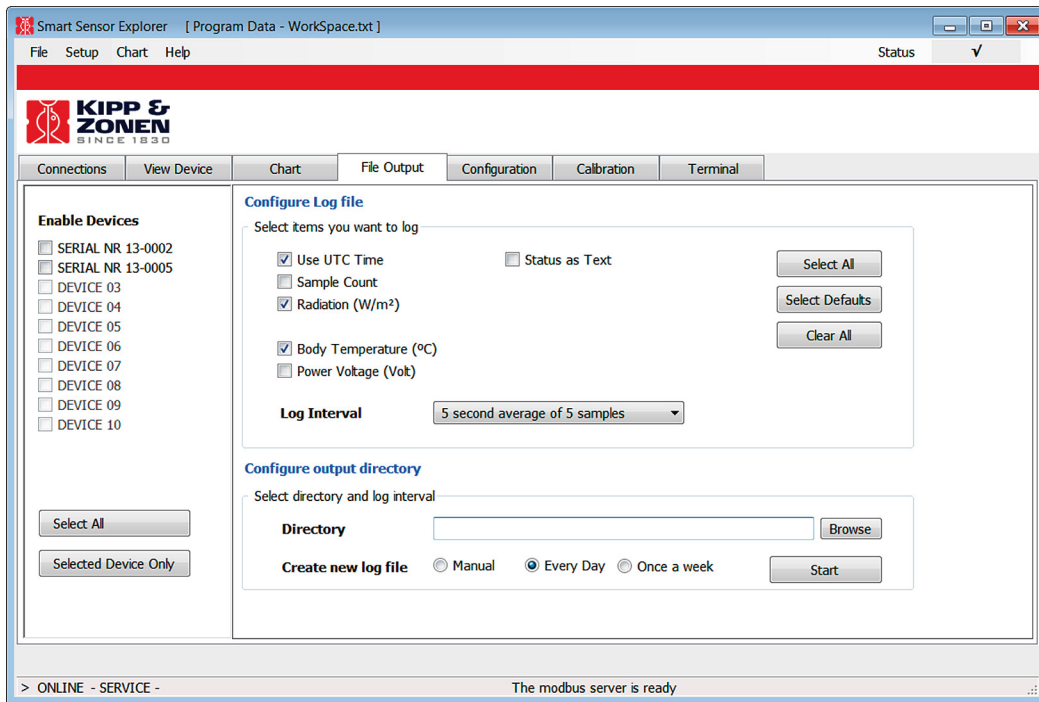 Smart Sensor Explorer [ Program Data - WorkSpace.txt ]
File Setup Chart Help Status √
KIPP &
ZONEN
SINCE 1830
Connections View Device Chart File Output Configuration Calibration Terminal
Enable Devices
SERIAL NR 13-0002
SERIAL NR 13-0005
DEVICE 03
DEVICE 04
DEVICE 05
DEVICE 06
DEVICE 07
DEVICE 08
DEVICE 09
DEVICE 10
Select All
Selected Device Only
Configure Log file
Select items you want to log
Use UTC Time Status as Text
Sample Count
Radiation (W/m²)
Body Temperature (ºC)
Power Voltage (Volt)
Select All
Select Defaults
Clear All
Log Interval 5 second average of 5 samples
Configure output directory
Select directory and log interval
Directory Browse
Create new log file Manual Every Day Once a week Start
> ONLINE - SERVICE - The modbus server is ready